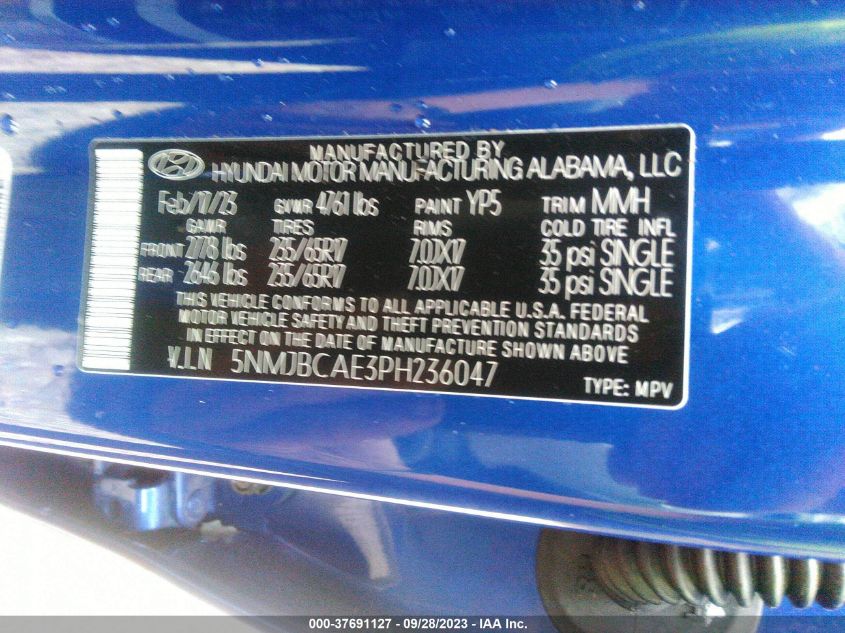 MANUFACTURED BY
HYUNDAI MOTOR MANUFACTURING ALABAMA, LLC
Feb/17/23 GVWR 4761 lbs PAINT YP5 TRIM MMH
GAWR TIRES RIMS COLD TIRE INFL
FRONT 2778 lbs 235/65R17 7.0JX17 35 psi SINGLE
REAR 2646 lbs 235/65R17 7.0JX17 35 psi SINGLE
THIS VEHICLE CONFORMS TO ALL APPLICABLE U.S.A. FEDERAL
MOTOR VEHICLE SAFETY AND THEFT PREVENTION STANDARDS
IN EFFECT ON THE DATE OF MANUFACTURE SHOWN ABOVE
V.I.N 5NMJBCAE3PH236047
TYPE: MPV
000-37691127 - 09/28/2023 - IAA Inc.